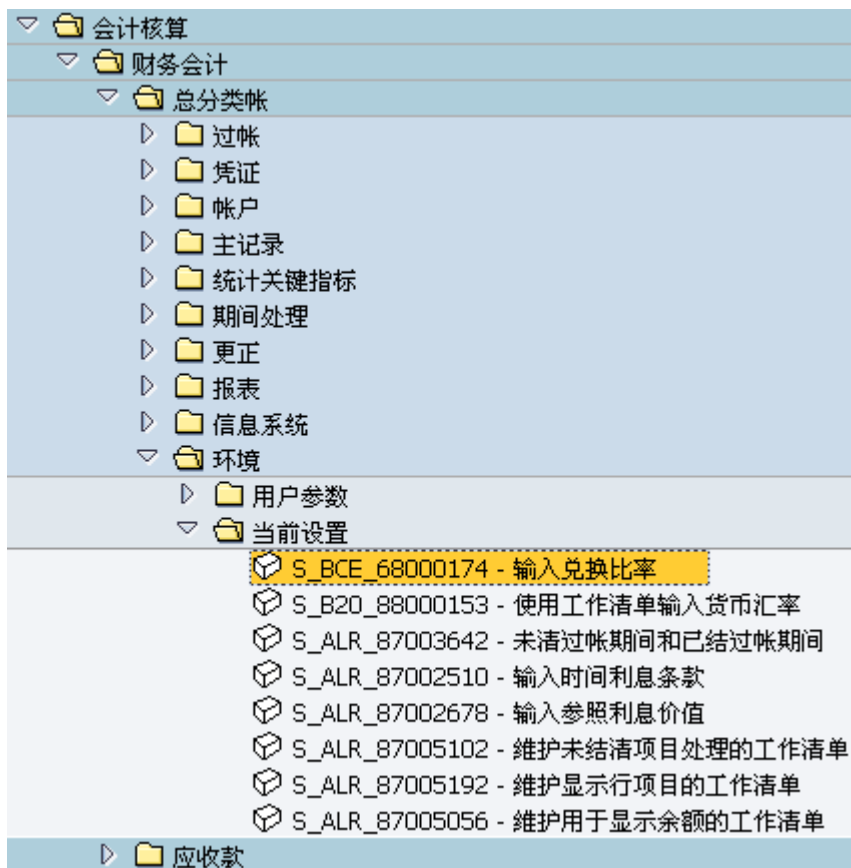 会计核算
财务会计
总分类帐
过帐
凭证
帐户
主记录
统计关键指标
期间处理
更正
报表
信息系统
环境
用户参数
当前设置
S_BCE_68000174 - 输入兑换比率
S_B20_88000153 - 使用工作清单输入货币汇率
S_ALR_87003642 - 未清过帐期间和已结过帐期间
S_ALR_87002510 - 输入时间利息条款
S_ALR_87002678 - 输入参照利息价值
S_ALR_87005102 - 维护未结清项目处理的工作清单
S_ALR_87005192 - 维护显示行项目的工作清单
S_ALR_87005056 - 维护用于显示余额的工作清单
应收款